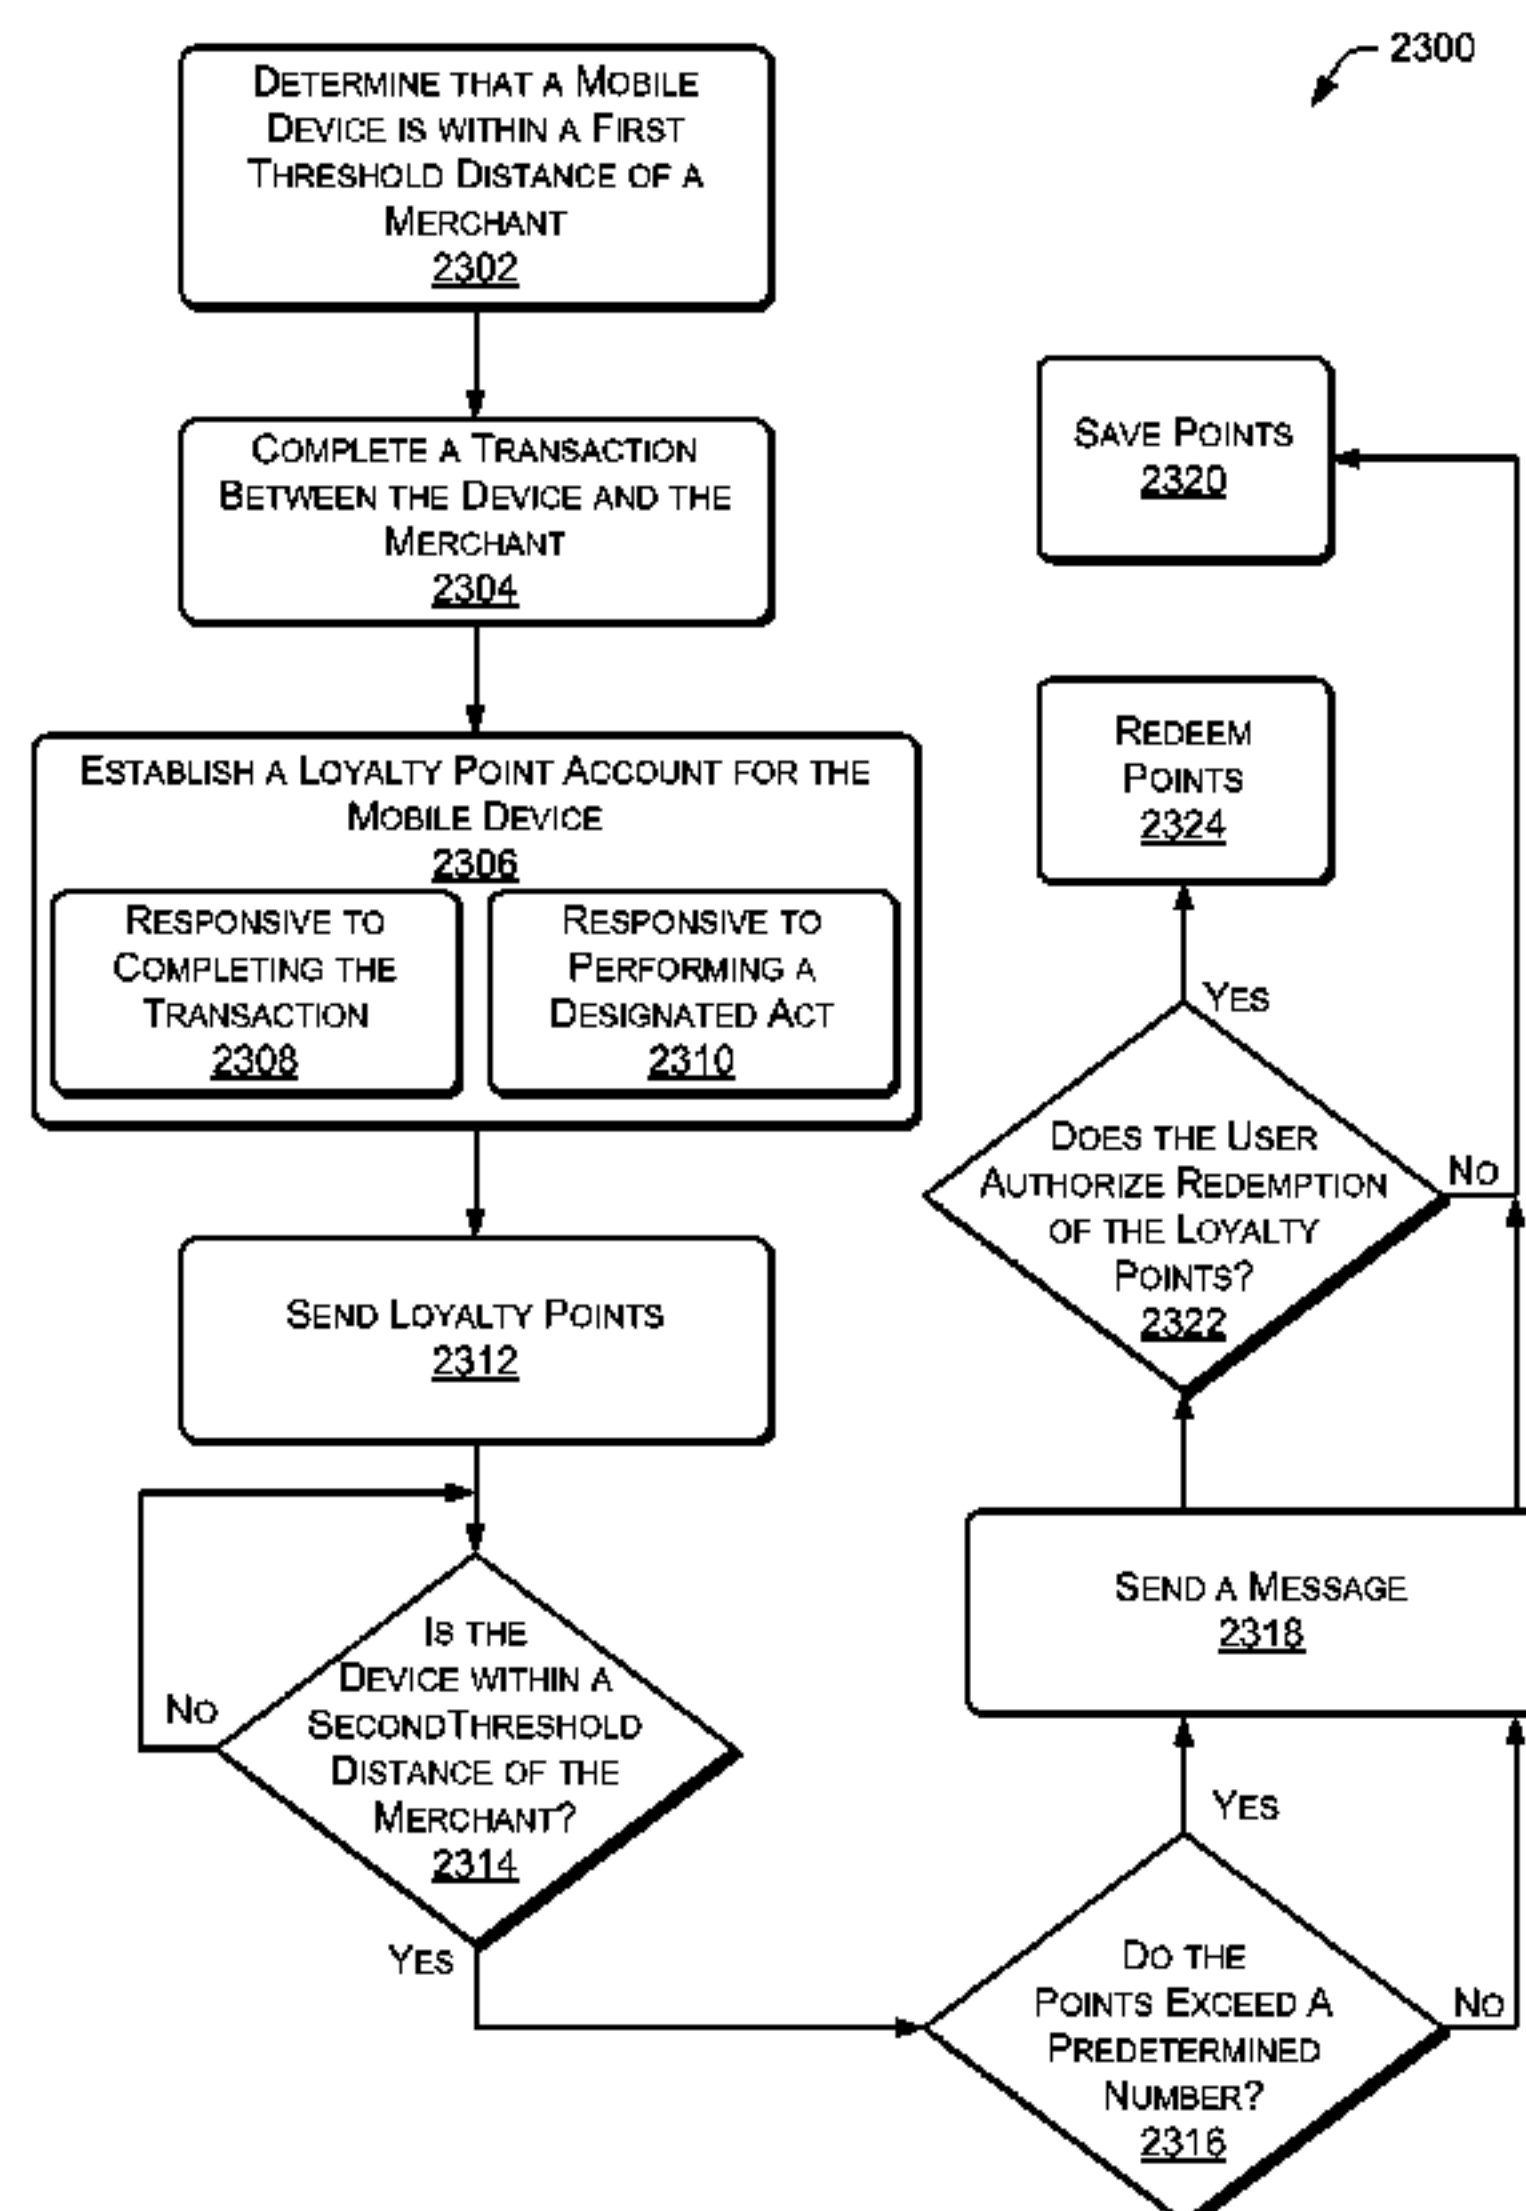 2300
DETERMINE THAT A MOBILE
DEVICE IS WITHIN A FIRST
THRESHOLD DISTANCE OF A
MERCHANT
2302
COMPLETE A TRANSACTION
BETWEEN THE DEVICE AND THE
MERCHANT
2304
ESTABLISH A LOYALTY POINT ACCOUNT FOR THE
MOBILE DEVICE
2306
RESPONSIVE TO
COMPLETING THE
TRANSACTION
2308
RESPONSIVE TO
PERFORMING A
DESIGNATED ACT
2310
SEND LOYALTY POINTS
2312
IS THE
DEVICE WITHIN A
SECONDTHRESHOLD
DISTANCE OF THE
MERCHANT?
2314
NO
YES
DO THE
POINTS EXCEED A
PREDETERMINED
NUMBER?
2316
YES
NO
SEND A MESSAGE
2318
DOES THE USER
AUTHORIZE REDEMPTION
OF THE LOYALTY
POINTS?
2322
YES
NO
REDEEM
POINTS
2324
SAVE POINTS
2320